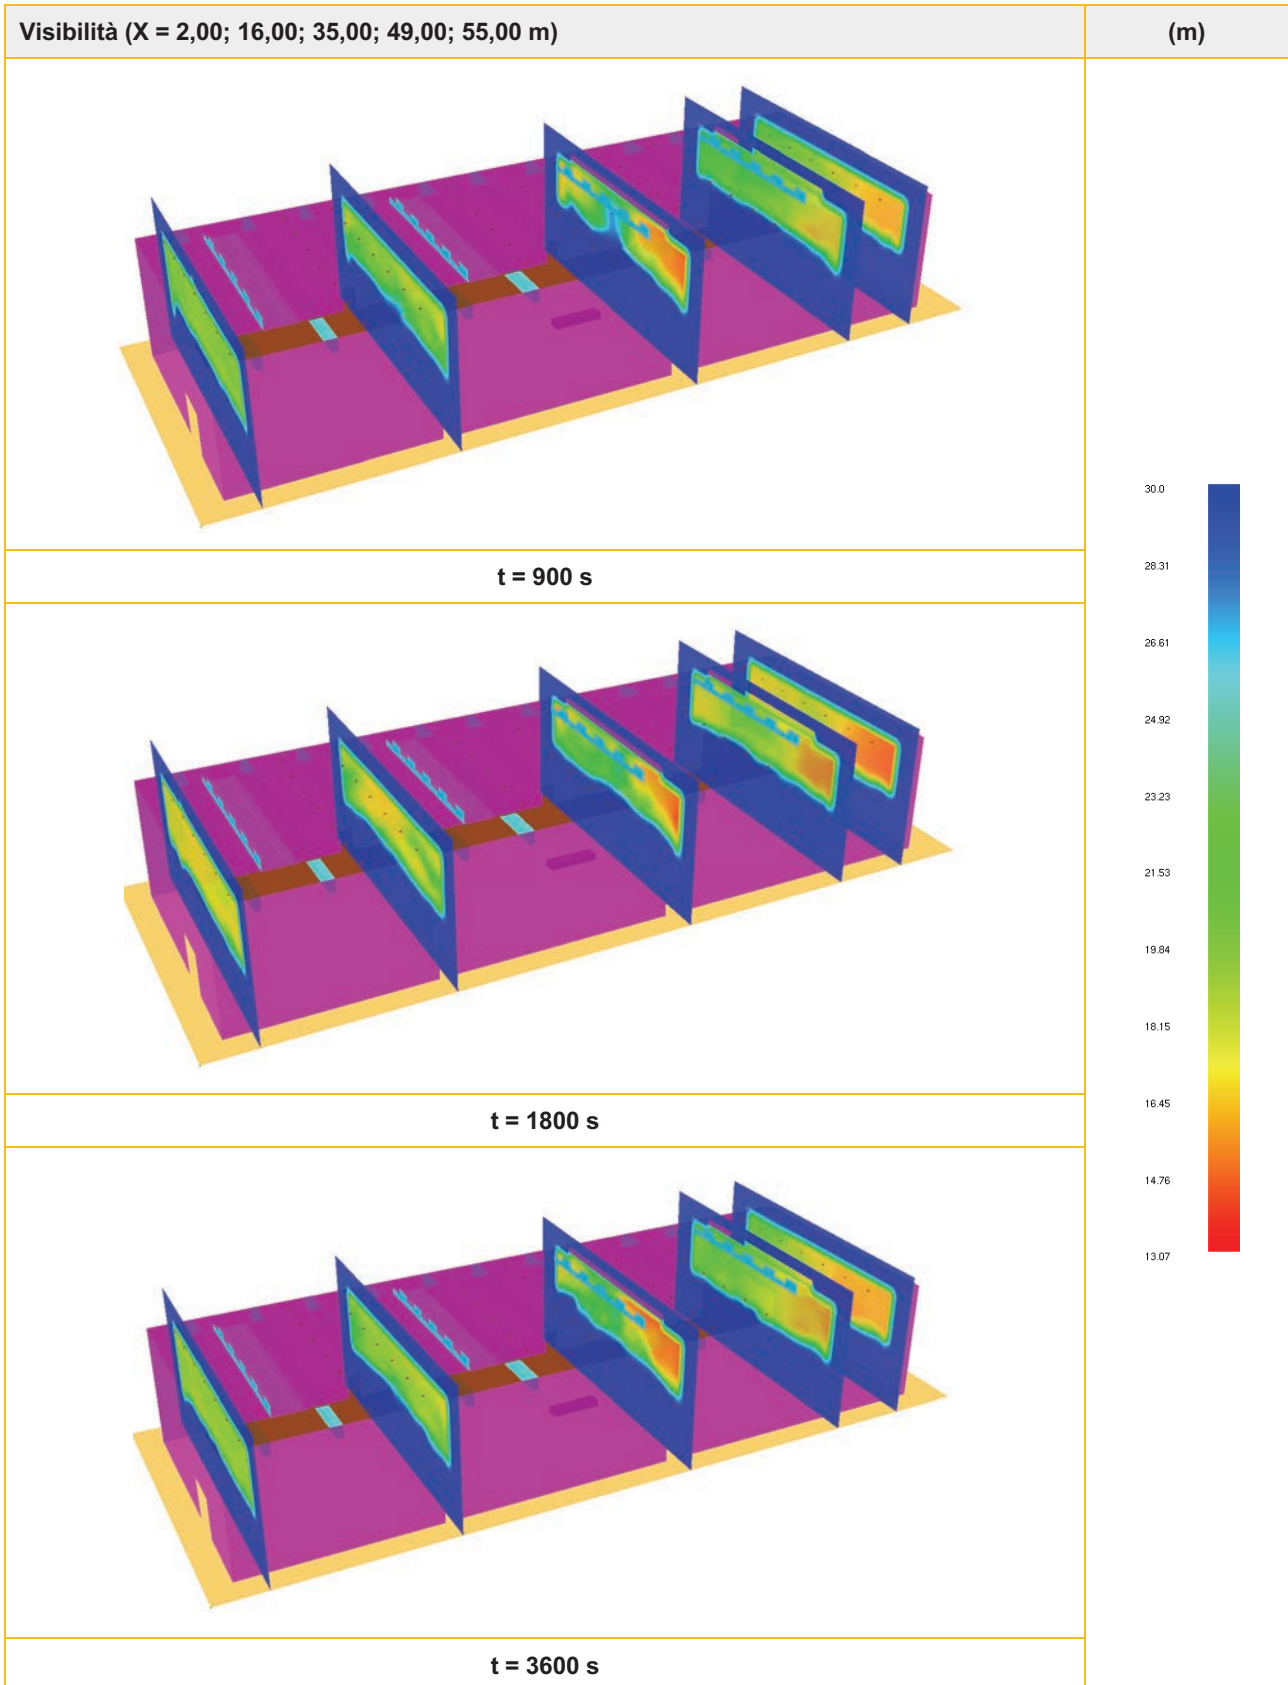 Visibilità (X = 2,00; 16,00; 35,00; 49,00; 55,00 m)
(m)
t = 900 s
30.0
28.31
26.61
24.92
23.23
21.53
19.84
18.15
16.45
14.76
13.07
t = 1800 s
t = 3600 s